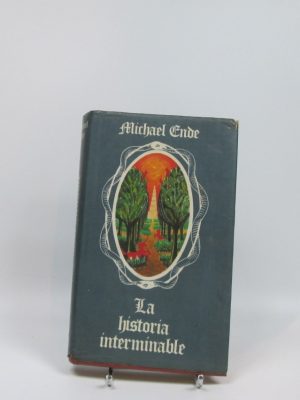 Michael Ende
La
historia
interminable